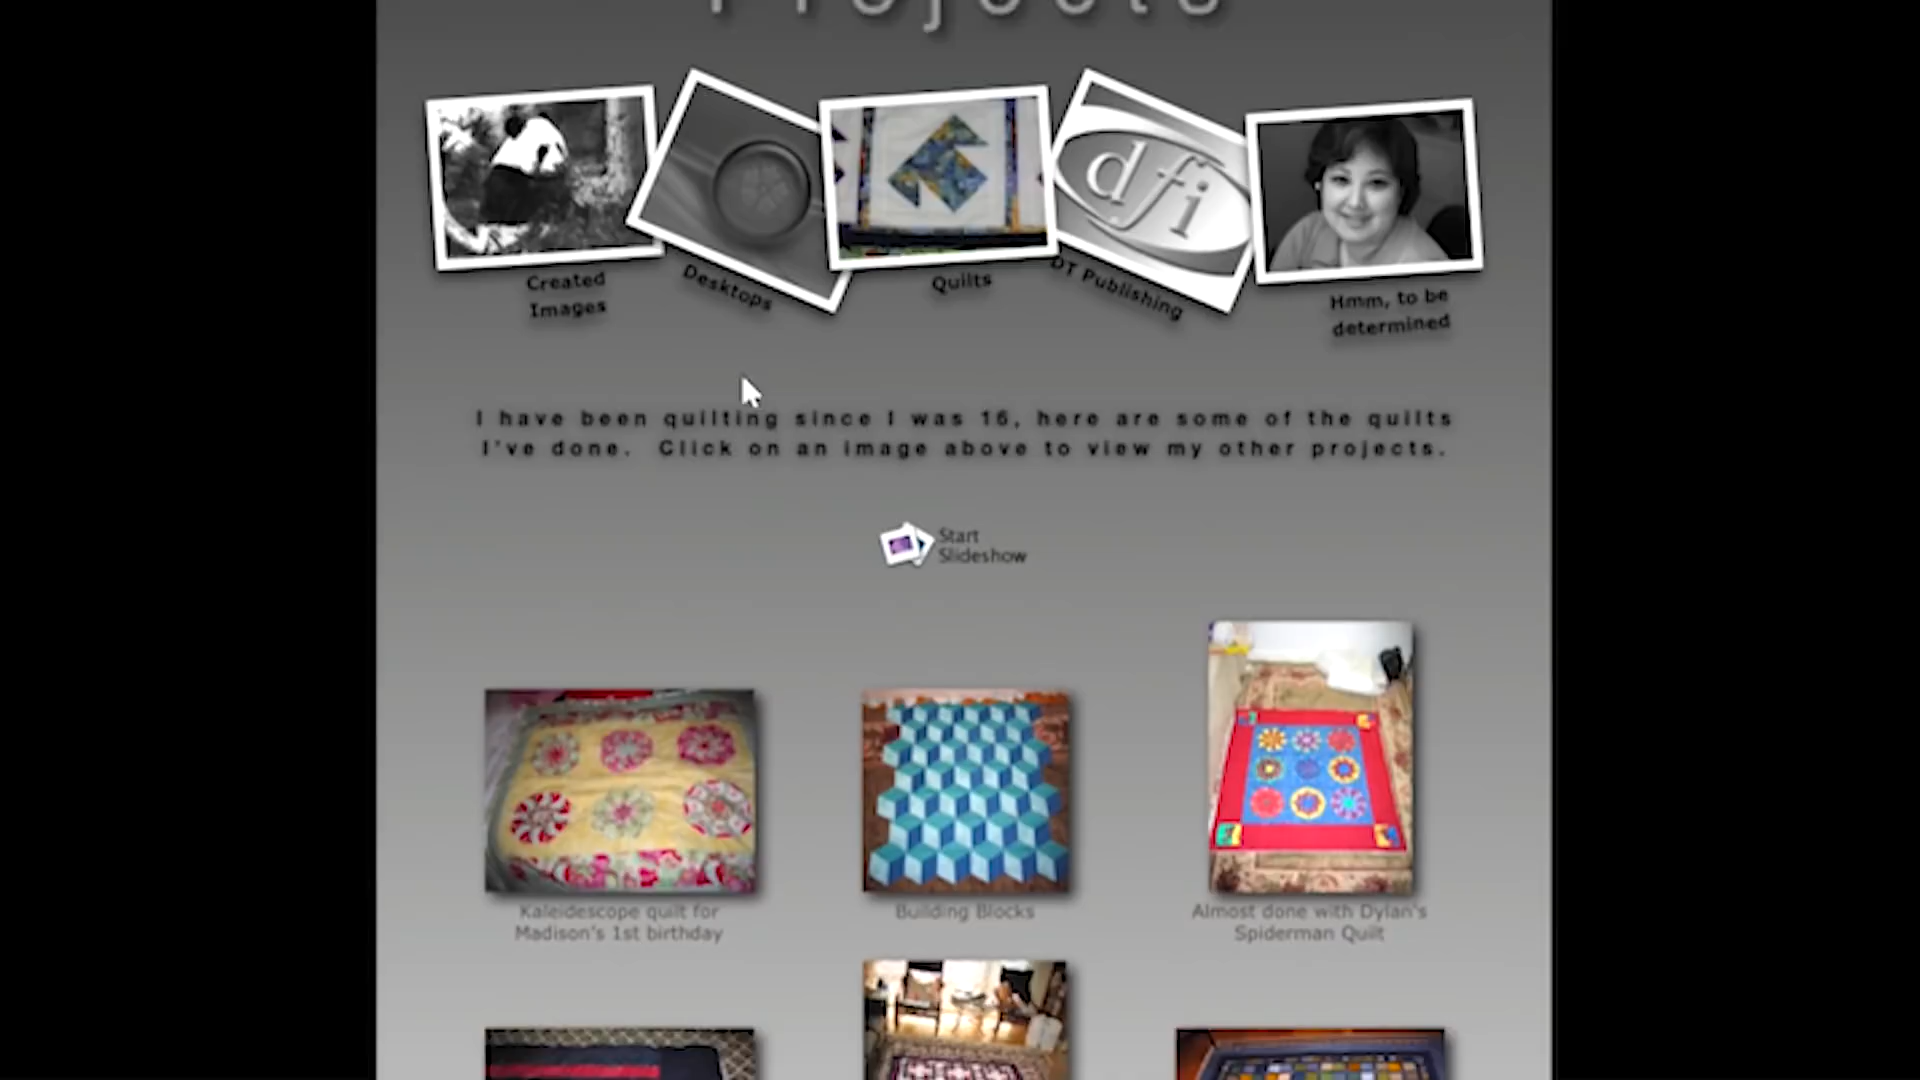 Projects
Created
Images
Desktops
Quilts
dfi
DT Publishing
Hmm, to be
determined
I have been quilting since I was 16, here are some of the quilts
I've done. Click on an image above to view my other projects.
Start
Slideshow
Kaleidescope quilt for
Madison's 1st birthday
Building Blocks
Almost done with Dylan's
Spiderman Quilt